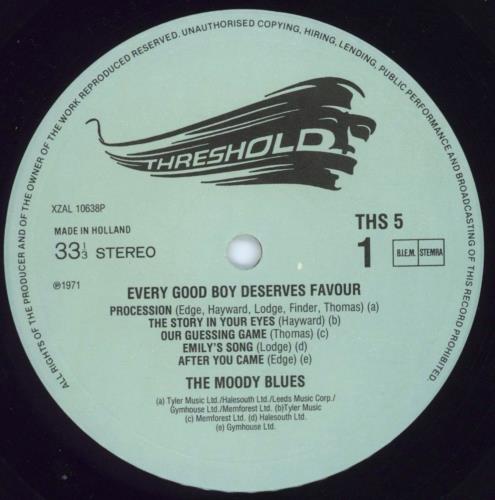 ALL RIGHTS OF THE PRODUCER AND OF THE OWNER OF THE WORK REPRODUCED RESERVED. UNAUTHORISED COPYING, HIRING, LENDING, PUBLIC PERFORMANCE AND BROADCASTING OF THIS RECORD PROHIBITED.
THRESHOLD
XZAL 10638P
MADE IN HOLLAND
33 1/3 STEREO
℗1971
THS 5
1
B.I.E.M. STEMRA
EVERY GOOD BOY DESERVES FAVOUR
PROCESSION (Edge, Hayward, Lodge, Finder, Thomas) (a)
THE STORY IN YOUR EYES (Hayward) (b)
OUR GUESSING GAME (Thomas) (c)
EMILY'S SONG (Lodge) (d)
AFTER YOU CAME (Edge) (e)
THE MOODY BLUES
(a) Tyler Music Ltd./Halesouth Ltd./Leeds Music Corp./
Gymhouse Ltd./Memforest Ltd. (b)Tyler Music
(c) Memforest Ltd. (d) Halesouth Ltd.
(e) Gymhouse Ltd.